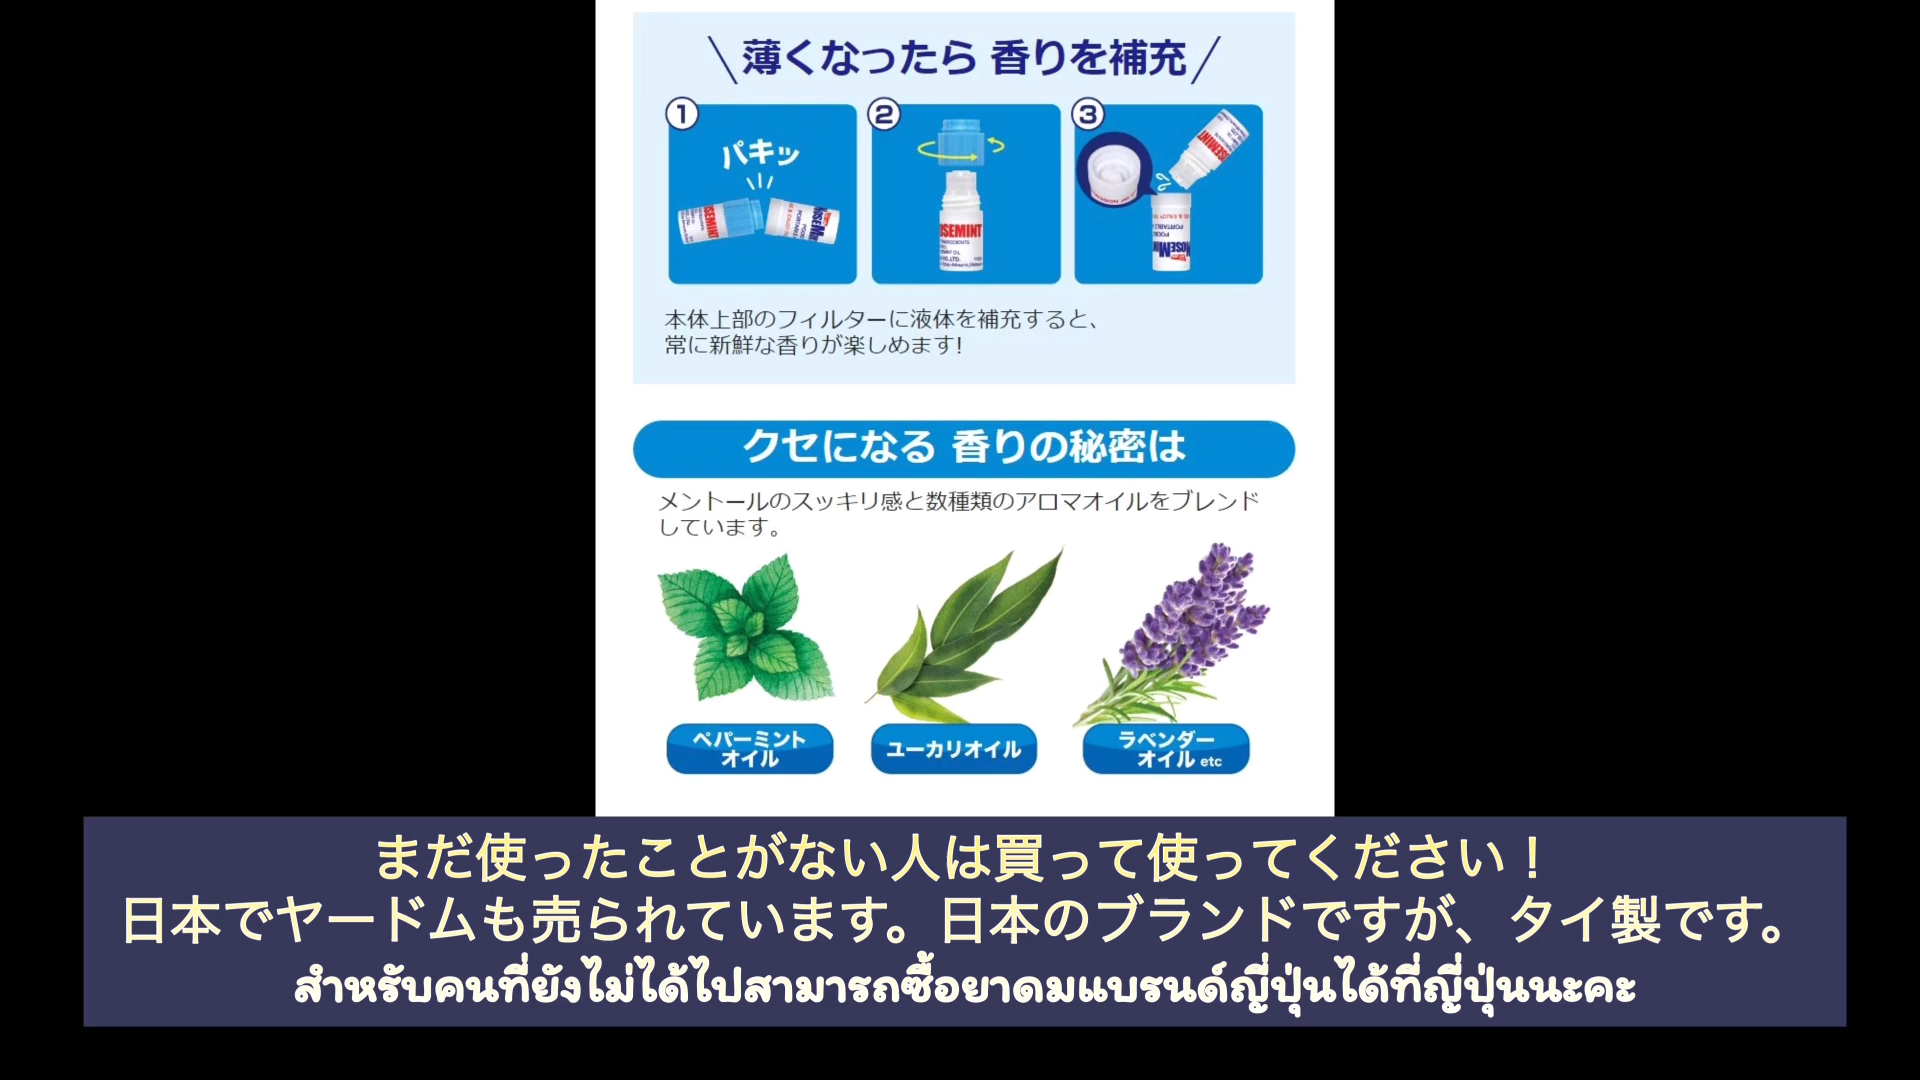 薄くなったら 香りを補充
1
2
3
パキッ
本体上部のフィルターに液体を補充すると、
常に新鮮な香りが楽しめます!
クセになる 香りの秘密は
メントールのスッキリ感と数種類のアロマオイルをブレンド
しています。
ペパーミント
オイル
ユーカリオイル
ラベンダー
オイル etc
まだ使ったことがない人は買って使ってください！
日本でヤードムも売られています。日本のブランドですが、タイ製です。
สำหรับคนที่ยังไม่ได้ไปสามารถซื้อยาดมแบรนด์ญี่ปุ่นได้ที่ญี่ปุ่นนะคะ